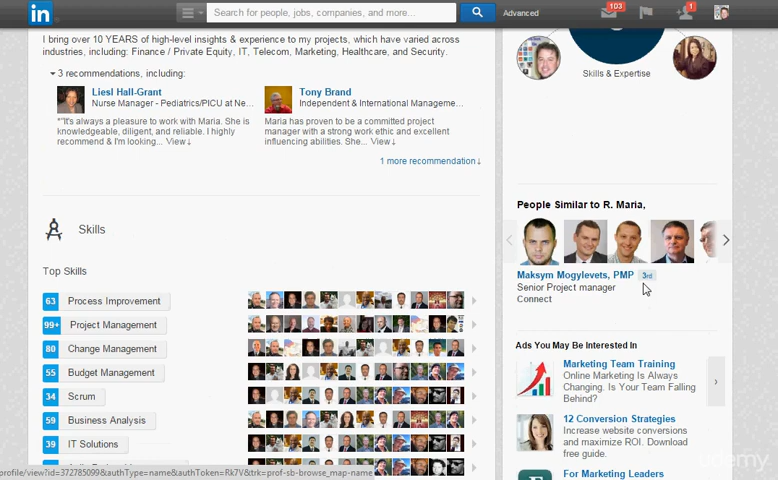 in
Search for people, jobs, companies, and more...
Advanced
103
1
I bring over 10 YEARS of high-level insights & experience to my projects, which have varied across
industries, including: Finance / Private Equity, IT, Telecom, Marketing, Healthcare, and Security.
3 recommendations, including:
Liesl Hall-Grant
Nurse Manager - Pediatrics/PICU at Ne...
"It's always a pleasure to work with Maria. She is
knowledgeable, diligent, and reliable. I highly
recommend & I'm looking... View↓
Tony Brand
Independent & International Manageme...
Maria has proven to be a committed project
manager with a strong work ethic and excellent
influencing abilities. She... View↓
1 more recommendation↓
Skills
Top Skills
63 Process Improvement
99+ Project Management
80 Change Management
55 Budget Management
34 Scrum
59 Business Analysis
39 IT Solutions
profile/view?id=372785099&authType=name&authToken=Rk7V&trk=prof-sb-browse_map-name
Skills & Expertise
People Similar to R. Maria,
Maksym Mogylevets, PMP 3rd
Senior Project manager
Connect
Ads You May Be Interested In
Marketing Team Training
Online Marketing Is Always
Changing. Is Your Team Falling
Behind?
12 Conversion Strategies
Increase website conversions
and maximize ROI. Download
free guide.
For Marketing Leaders
udemy